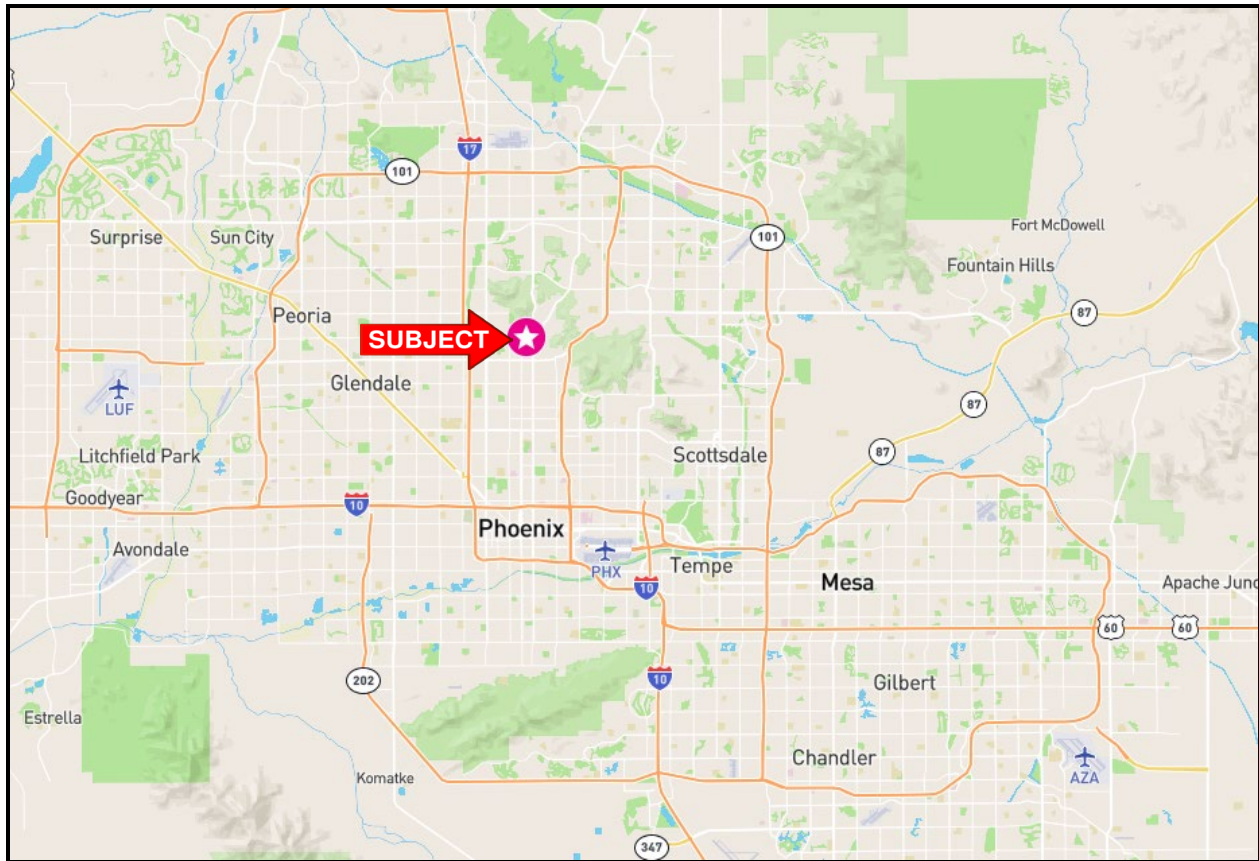 17
101
Surprise
Sun City
101
Fort McDowell
Fountain Hills
Peoria
87
SUBJECT
Glendale
LUF
87
Litchfield Park
Scottsdale
87
Goodyear
10
Phoenix
Avondale
PHX
Tempe
10
Mesa
Apache Junc
60
60
202
10
Gilbert
Estrella
Komatke
Chandler
AZA
347